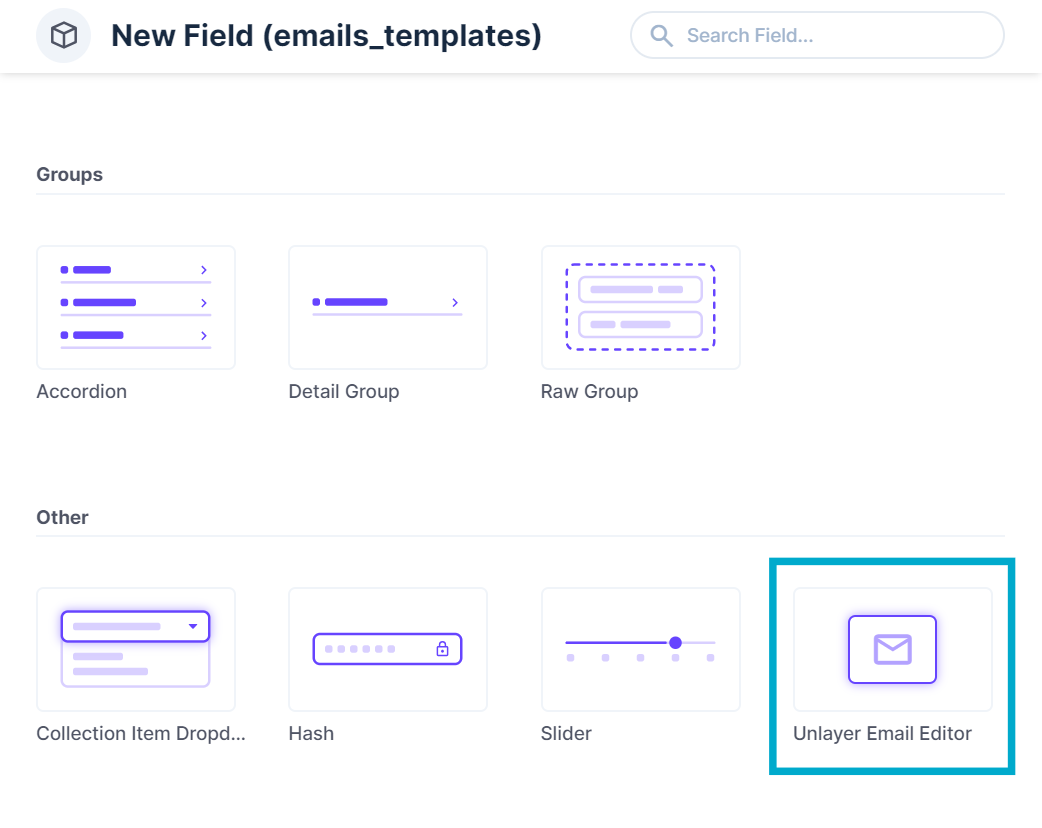 New Field (emails_templates)
Search Field...
Groups
Accordion
Detail Group
Raw Group
Other
Collection Item Dropd...
Hash
Slider
Unlayer Email Editor